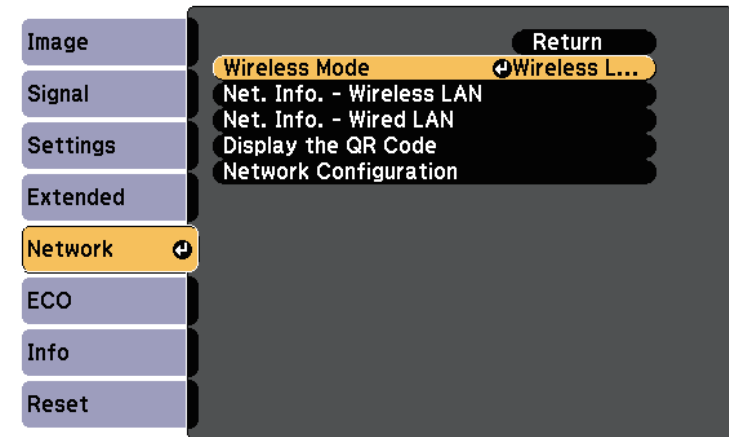 Image
Signal
Settings
Extended
Network
ECO
Info
Reset
Return
Wireless Mode Wireless L...
Net. Info. - Wireless LAN
Net. Info. - Wired LAN
Display the QR Code
Network Configuration